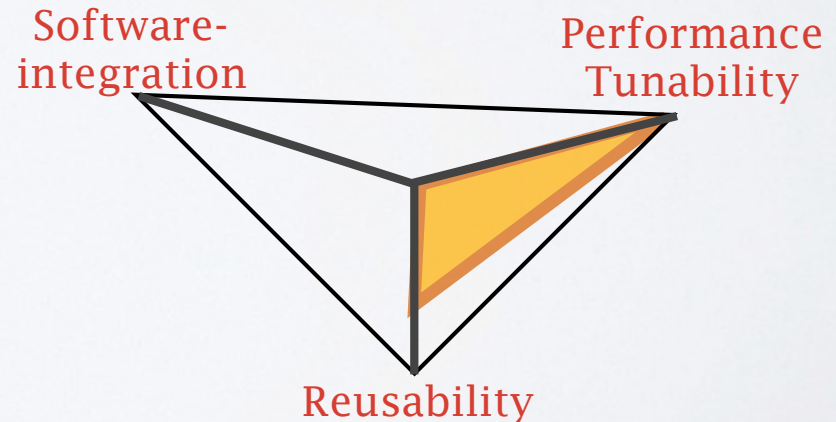 Software-
integration
Performance
Tunability
Reusability